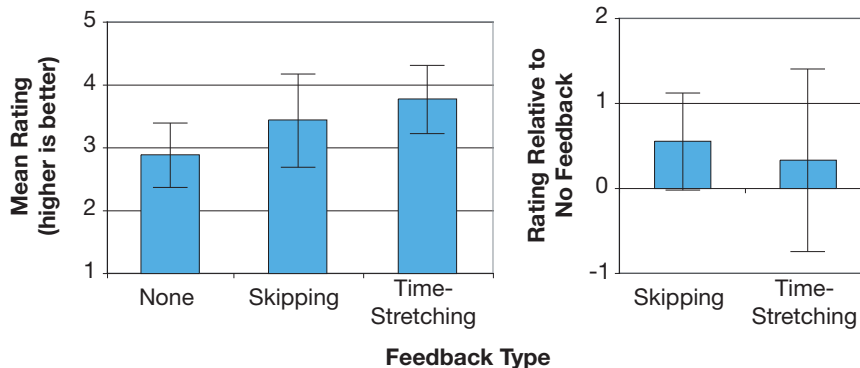 Mean Rating
(higher is better)
5
4
3
2
1
None
Skipping
Time-
Stretching
Rating Relative to
No Feedback
2
1
0
-1
Skipping
Time-
Stretching
Feedback Type